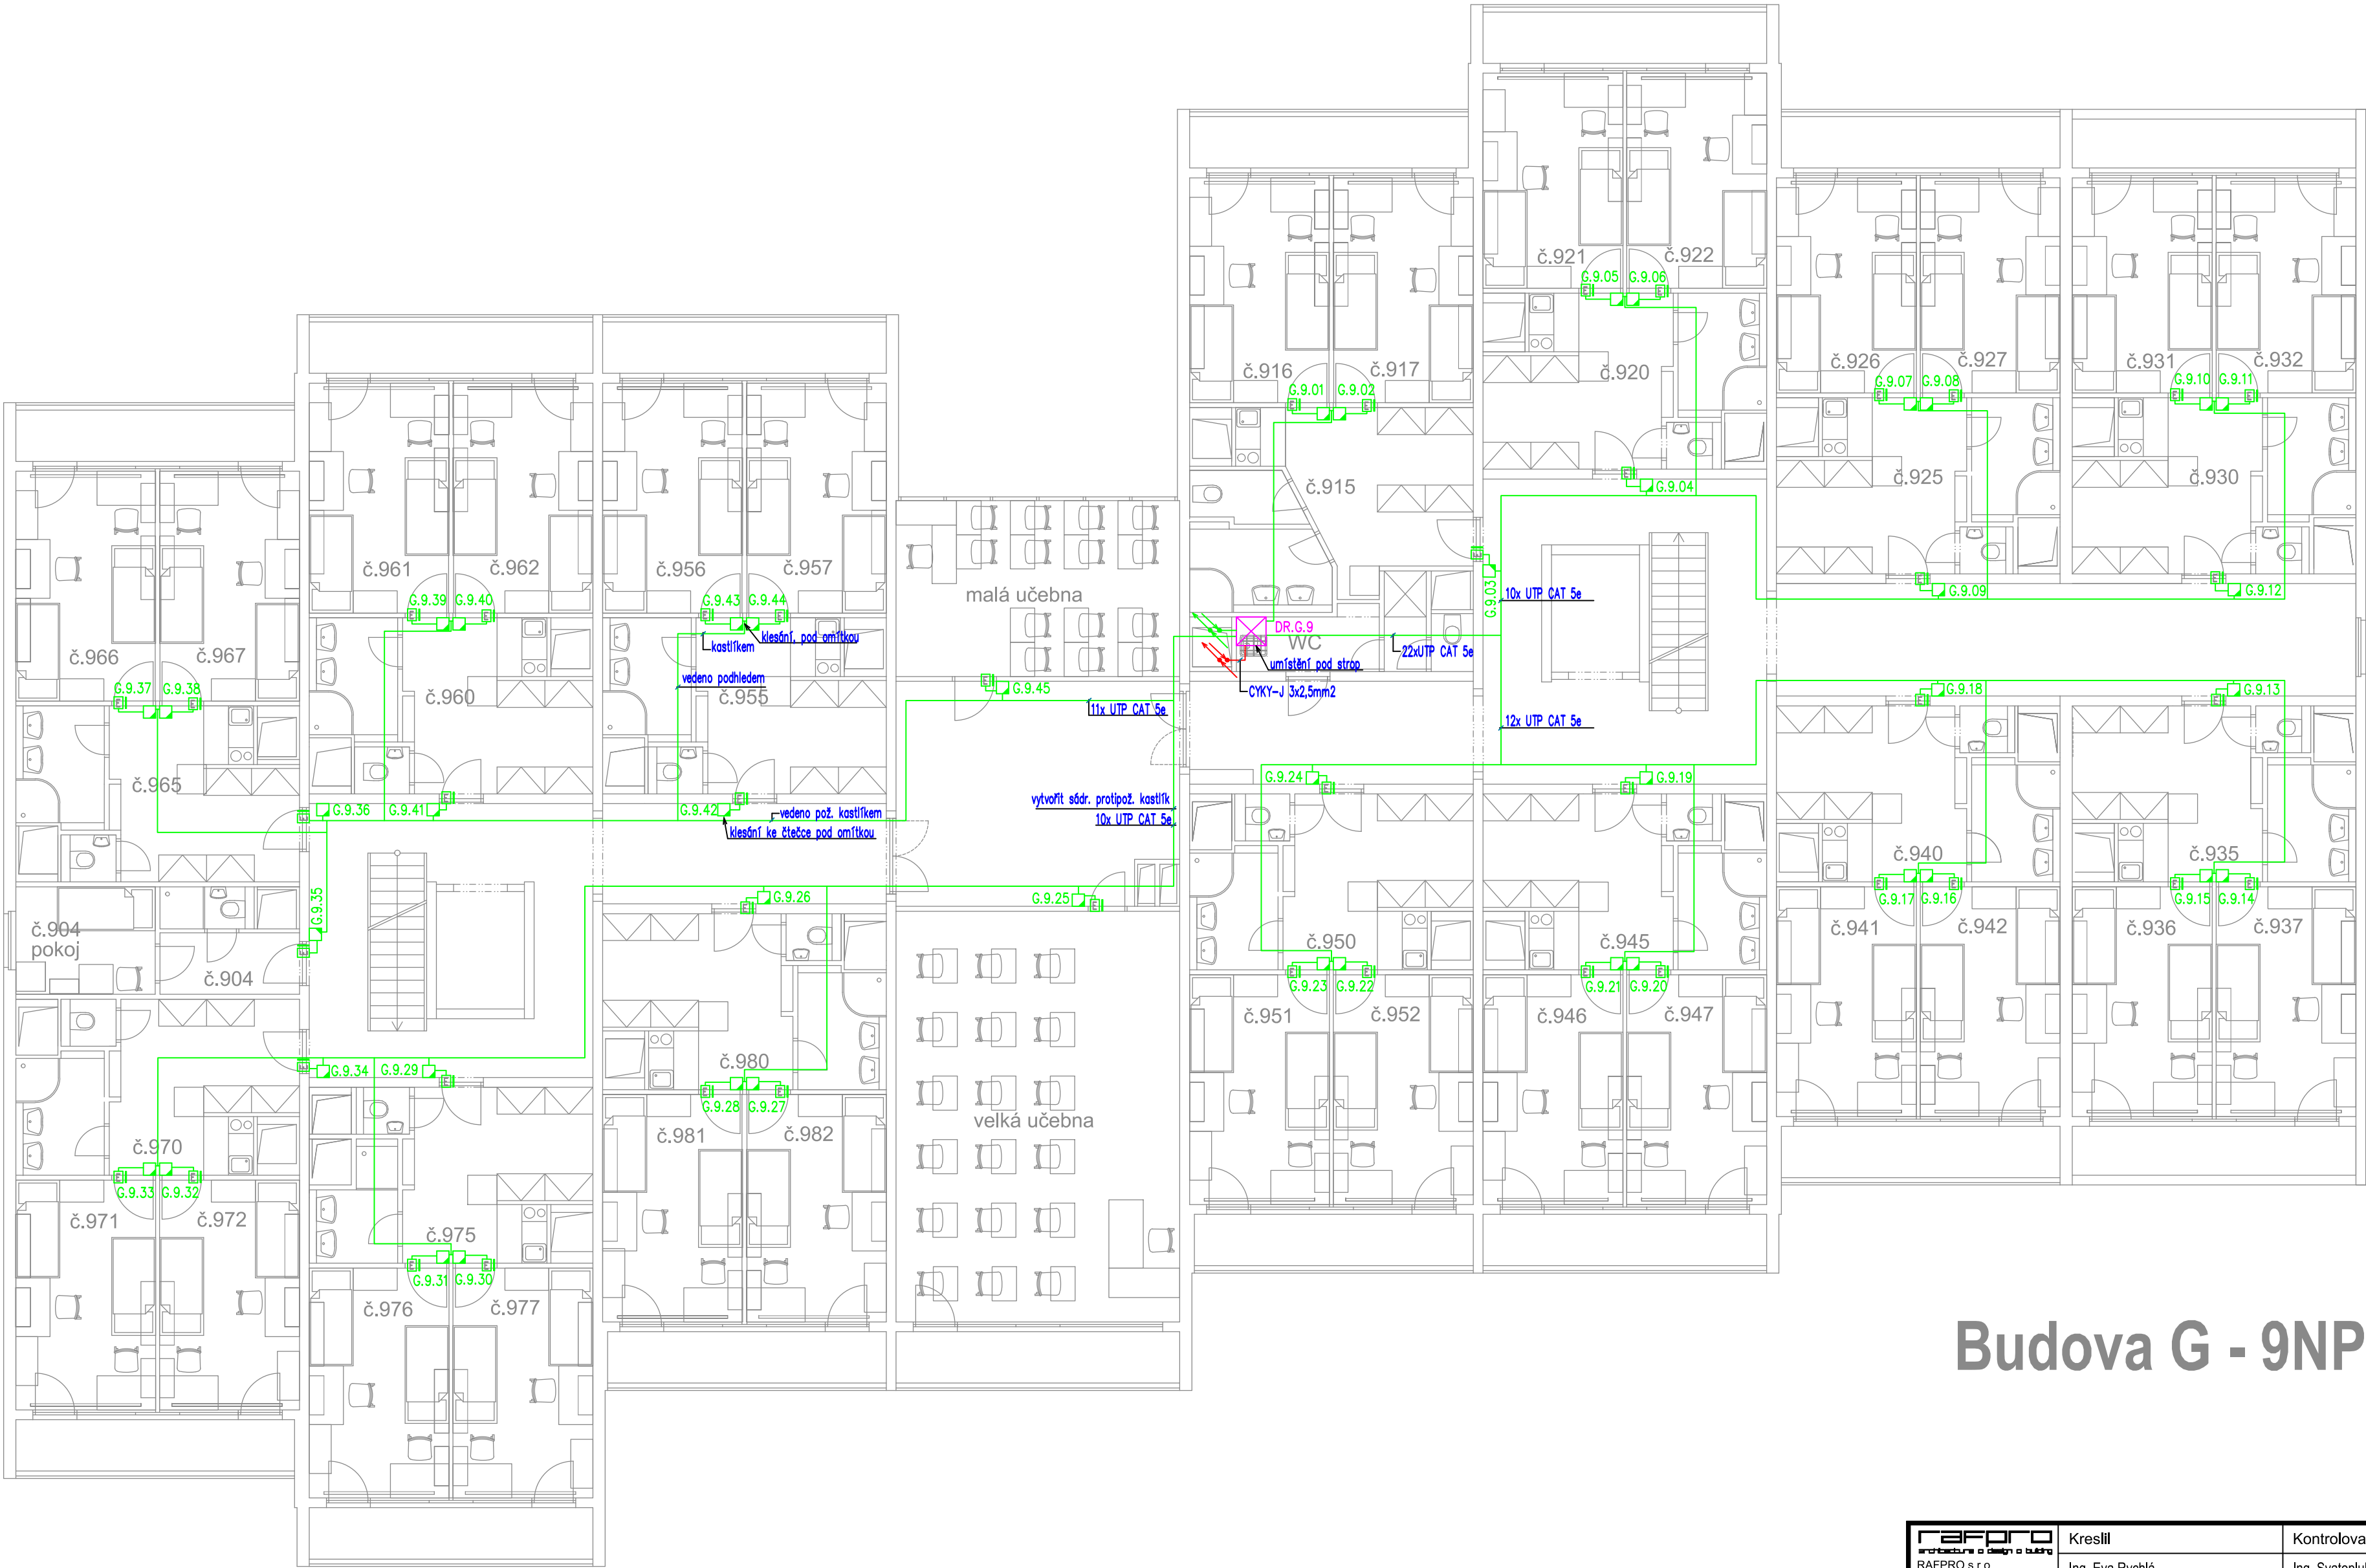 č.921
č.922
G.9.05
G.9.06
č.916
č.917
č.920
č.926
č.927
č.931
č.932
G.9.01
G.9.02
G.9.07
G.9.08
G.9.10
G.9.11
č.915
G.9.04
č.925
č.930
č.961
č.962
č.956
č.957
malá učebna
G.9.03
10x UTP CAT 5e
G.9.09
G.9.12
G.9.39
G.9.40
G.9.43
G.9.44
klesání, pod omítkou
kastlíkem
DR.G.9
WC
22xUTP CAT 5e
umístění pod strop
CYKY-J 3x2,5mm2
č.966
č.967
vedeno podhledem
G.9.37
G.9.38
č.960
č.955
G.9.45
11x UTP CAT 5e
12x UTP CAT 5e
G.9.18
G.9.13
č.965
G.9.24
G.9.19
G.9.36
G.9.41
G.9.42
vedeno pož. kastlíkem
klesání ke čtečce pod omítkou
vytvořit sádr. protipož. kastlík
10x UTP CAT 5e
č.940
č.935
G.9.35
G.9.26
G.9.25
G.9.17
G.9.16
G.9.15
G.9.14
č.904
pokoj
č.904
č.950
č.945
č.941
č.942
č.936
č.937
G.9.23
G.9.22
G.9.21
G.9.20
č.951
č.952
č.946
č.947
G.9.34
G.9.29
č.980
G.9.28
G.9.27
č.981
č.982
velká učebna
č.970
G.9.33
G.9.32
č.971
č.972
č.975
G.9.31
G.9.30
č.976
č.977
Budova G - 9NP
rafpro
Kreslil
Kontrolova
RAFPRO s.r.o.
Ing. Eva Rychlá